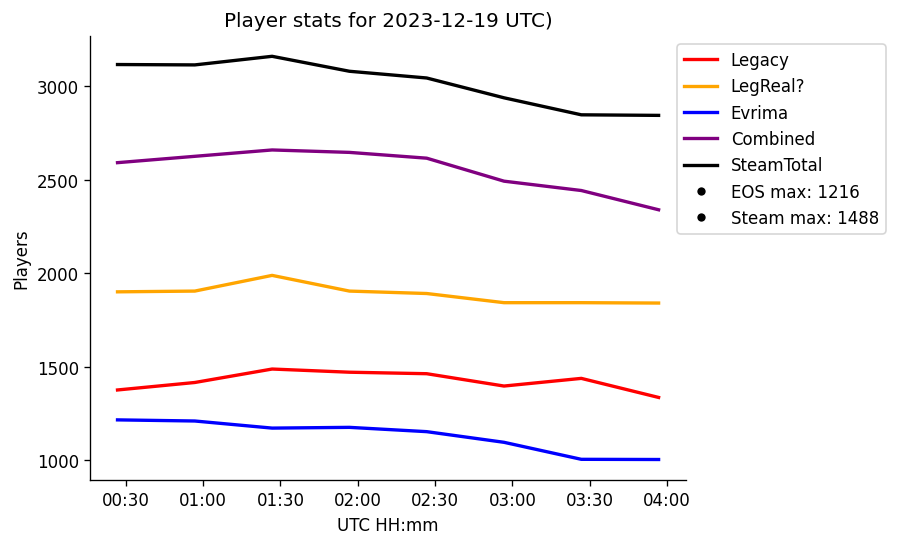 Player stats for 2023-12-19 UTC)
Legacy
LegReal?
Evrima
Combined
SteamTotal
EOS max: 1216
Steam max: 1488
Players
3000
2500
2000
1500
1000
00:30 01:00 01:30 02:00 02:30 03:00 03:30 04:00
UTC HH:mm